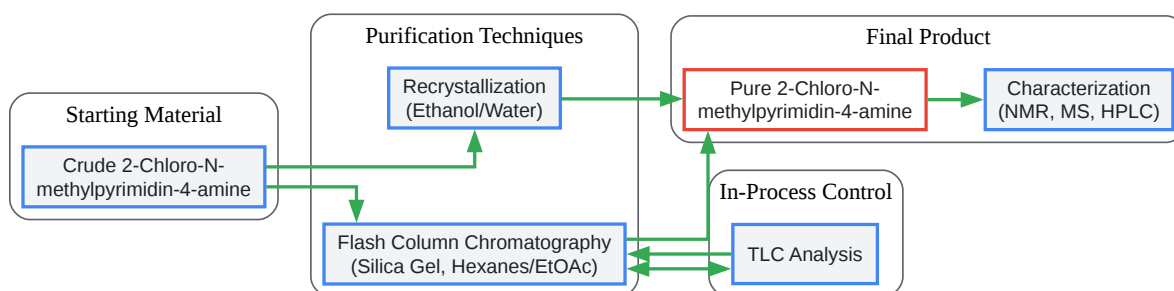 Starting Material
Crude 2-Chloro-N-
methylpyrimidin-4-amine
Purification Techniques
Recrystallization
(Ethanol/Water)
Flash Column Chromatography
(Silica Gel, Hexanes/EtOAc)
Final Product
Pure 2-Chloro-N-
methylpyrimidin-4-amine
Characterization
(NMR, MS, HPLC)
In-Process Control
TLC Analysis